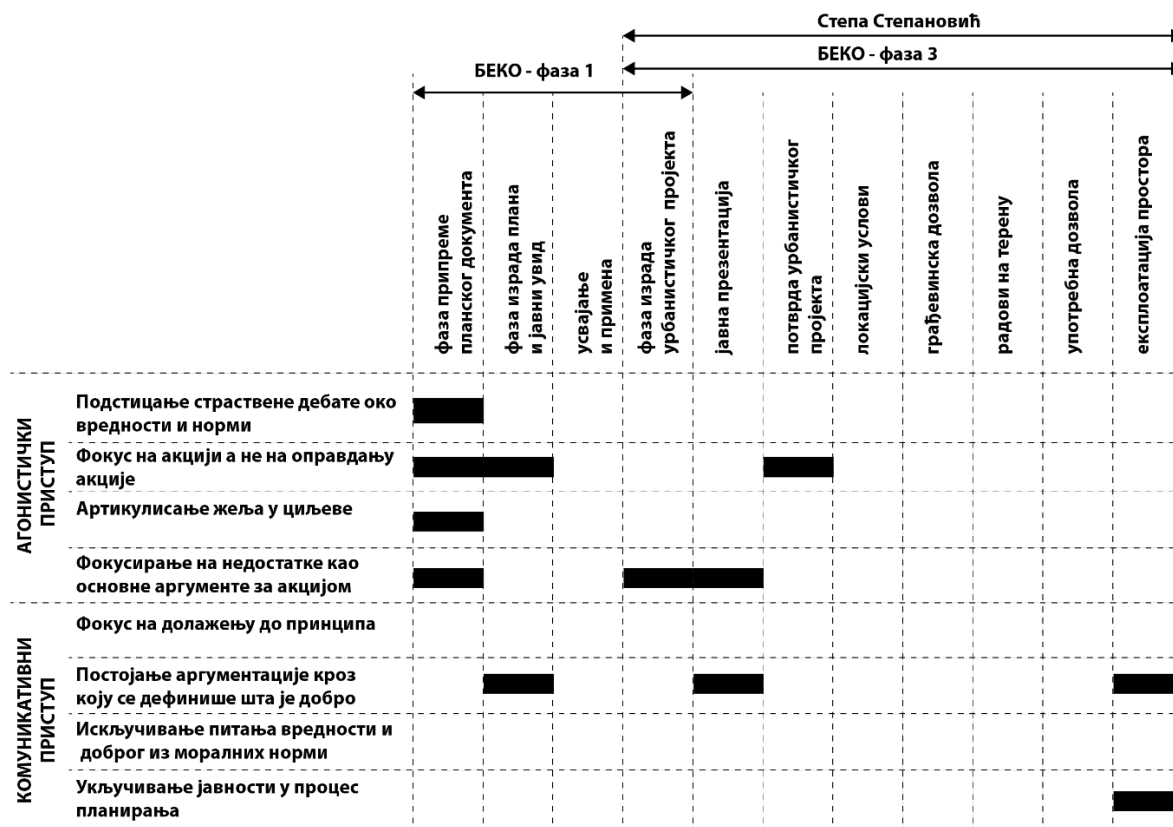 Степа Степановић
БЕКО - фаза 3
БЕКО - фаза 1
фаза припреме
планског документа
фаза израда плана
и јавни увид
усвајање
и примена
фаза израда
урбанистичког пројекта
јавна презентација
потврда урбанистичког
пројекта
локацијски услови
грађевинска дозвола
радови на терену
употребна дозвола
експлоатација простора
АГОНИСТИЧКИ
ПРИСТУП
Подстицање страствене дебате око
вредности и норми
Фокус на акцији а не на оправдању
акције
Артикулисање жеља у циљеве
Фокусирање на недостатке као
основне аргументе за акцијом
КОМУНИКАТИВНИ
ПРИСТУП
Фокус на долажењу до принципа
Постојање аргументације кроз
коју се дефинише шта је добро
Искључивање питања вредности и
доброг из моралних норми
Укључивање јавности у процес
планирања